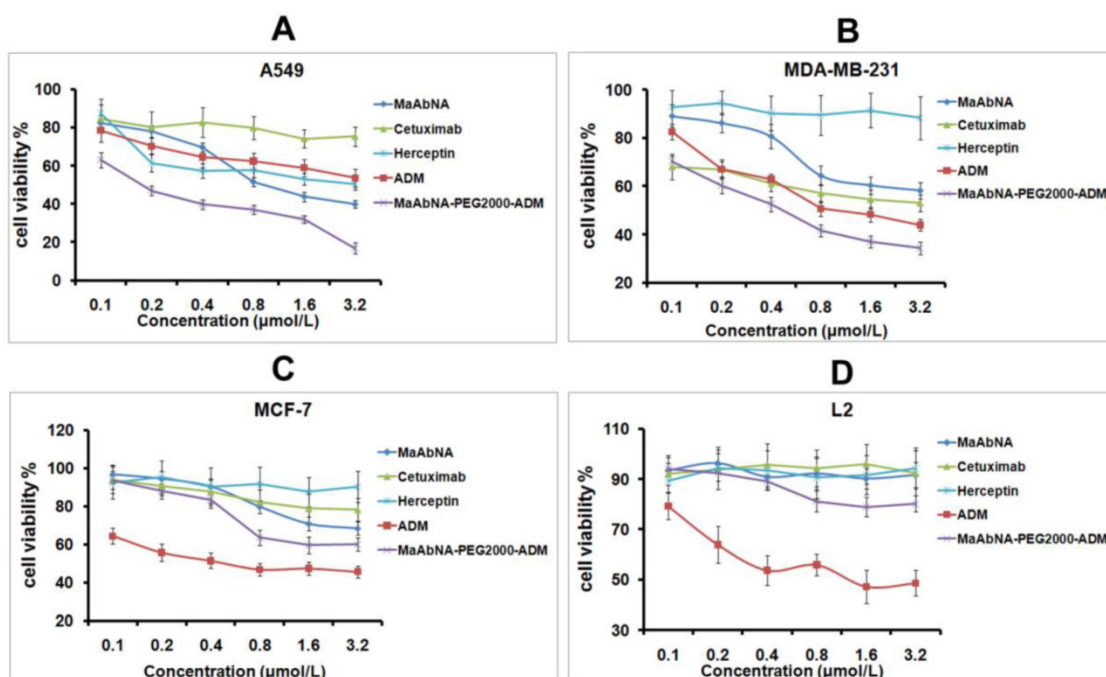 A
A549
cell viability %
100
80
60
40
20
0
0.1 0.2 0.4 0.8 1.6 3.2
Concentration (µmol/L)
MaAbNA
Cetuximab
Herceptin
ADM
MaAbNA-PEG2000-ADM
B
MDA-MB-231
cell viability %
100
80
60
40
20
0.1 0.2 0.4 0.8 1.6 3.2
Concentration (µmol/L)
MaAbNA
Cetuximab
Herceptin
ADM
MaAbNA-PEG2000-ADM
C
MCF-7
cell viability %
120
100
80
60
40
20
0.1 0.2 0.4 0.8 1.6 3.2
Concentration (µmol/L)
MaAbNA
Cetuximab
Herceptin
ADM
MaAbNA-PEG2000-ADM
D
L2
cell viability %
110
90
70
50
30
0.1 0.2 0.4 0.8 1.6 3.2
Concentration (µmol/L)
MaAbNA
Cetuximab
Herceptin
ADM
MaAbNA-PEG2000-ADM